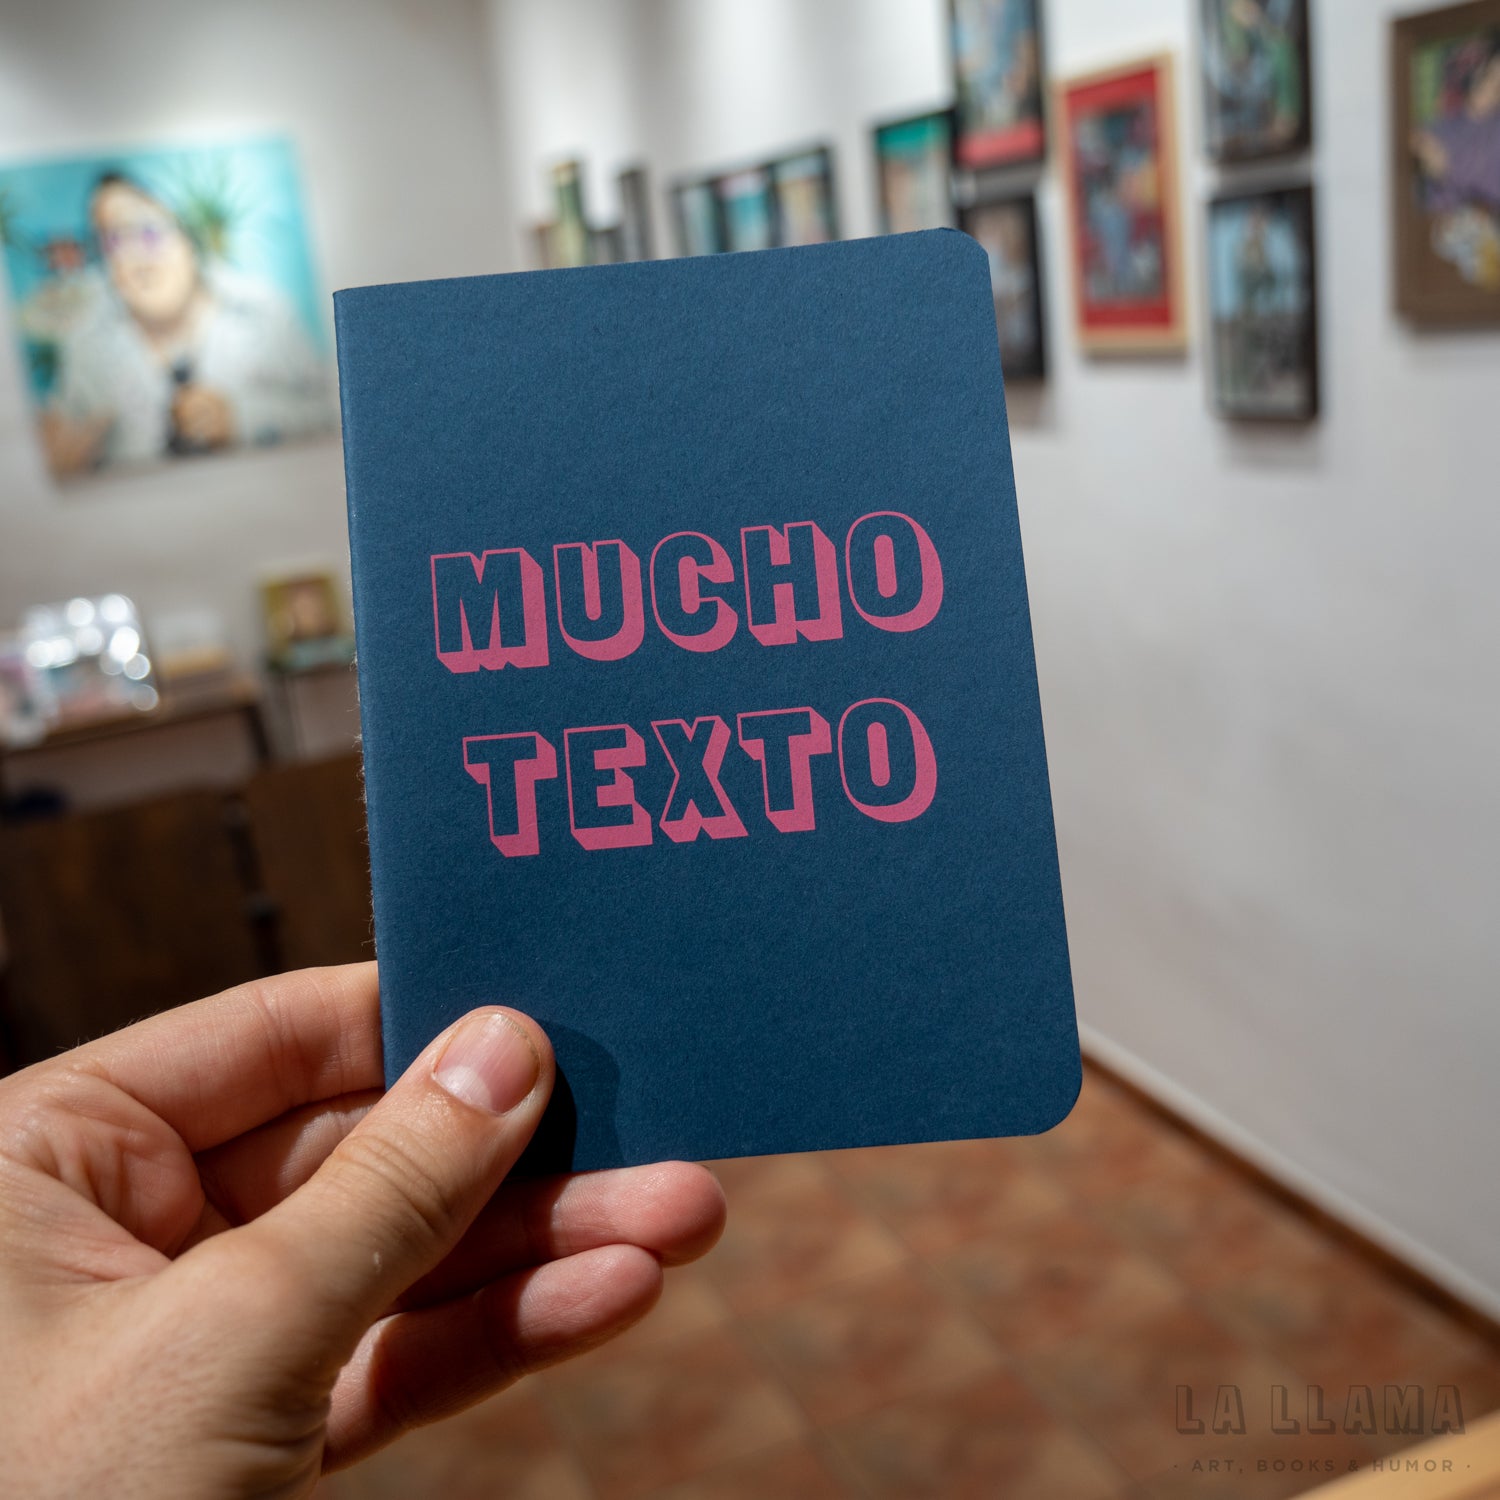 MUCHO
TEXTO
LA LLAMA
· ART, BOOKS & HUMOR ·